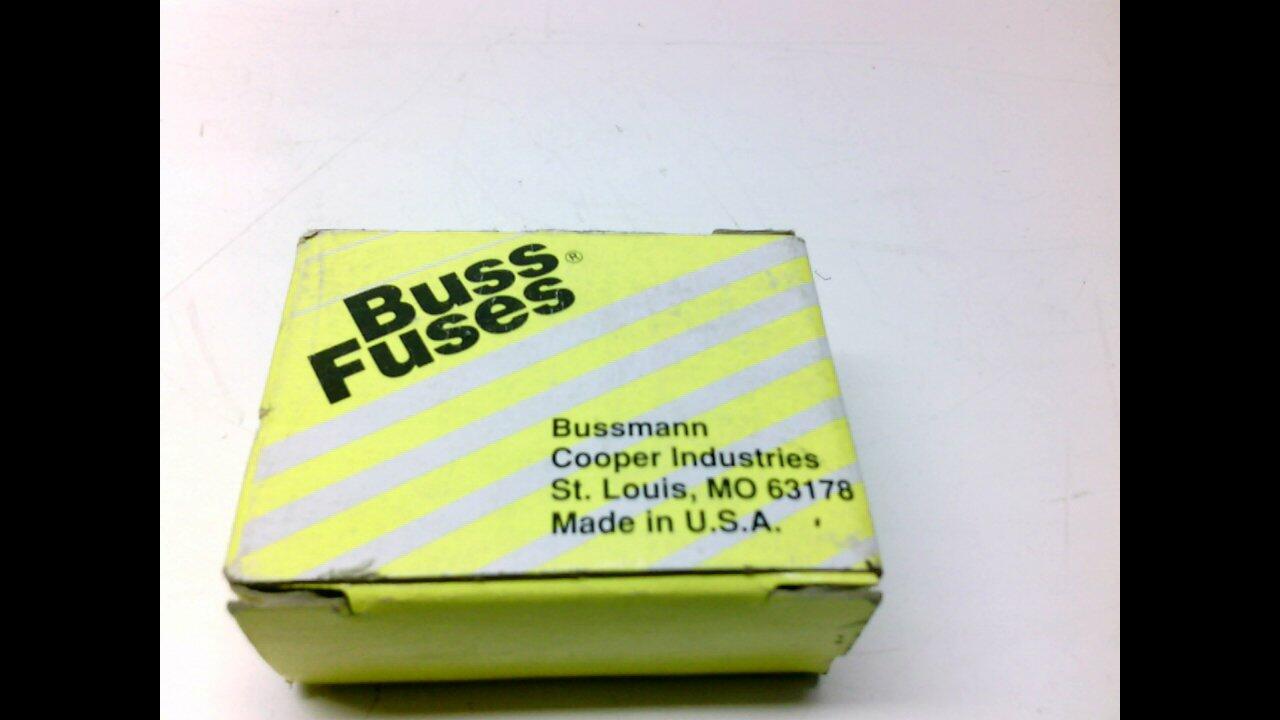 Buss®
Fuses
Bussmann
Cooper Industries
St. Louis, MO 63178
Made in U.S.A.